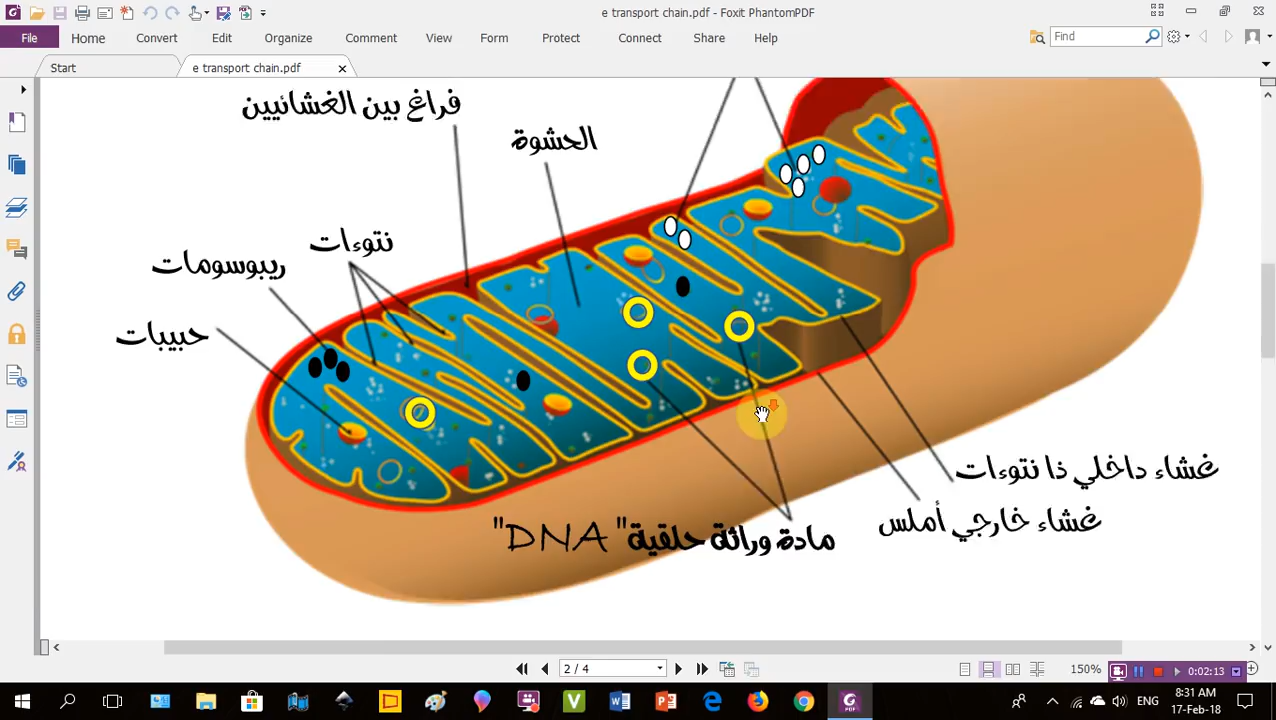 e transport chain.pdf - Foxit PhantomPDF
File Home Convert Edit Organize Comment View Form Protect Connect Share Help Find
Start e transport chain.pdf
فراغ بين الغشائيين
الحشوة
نتوءات
ريبوسومات
حبيبات
غشاء داخلي ذا نتوءات
غشاء خارجي أملس
مادة وراثة حلقية "DNA"
2 / 4
150%
0:02:13
ENG
8:31 AM
17-Feb-18